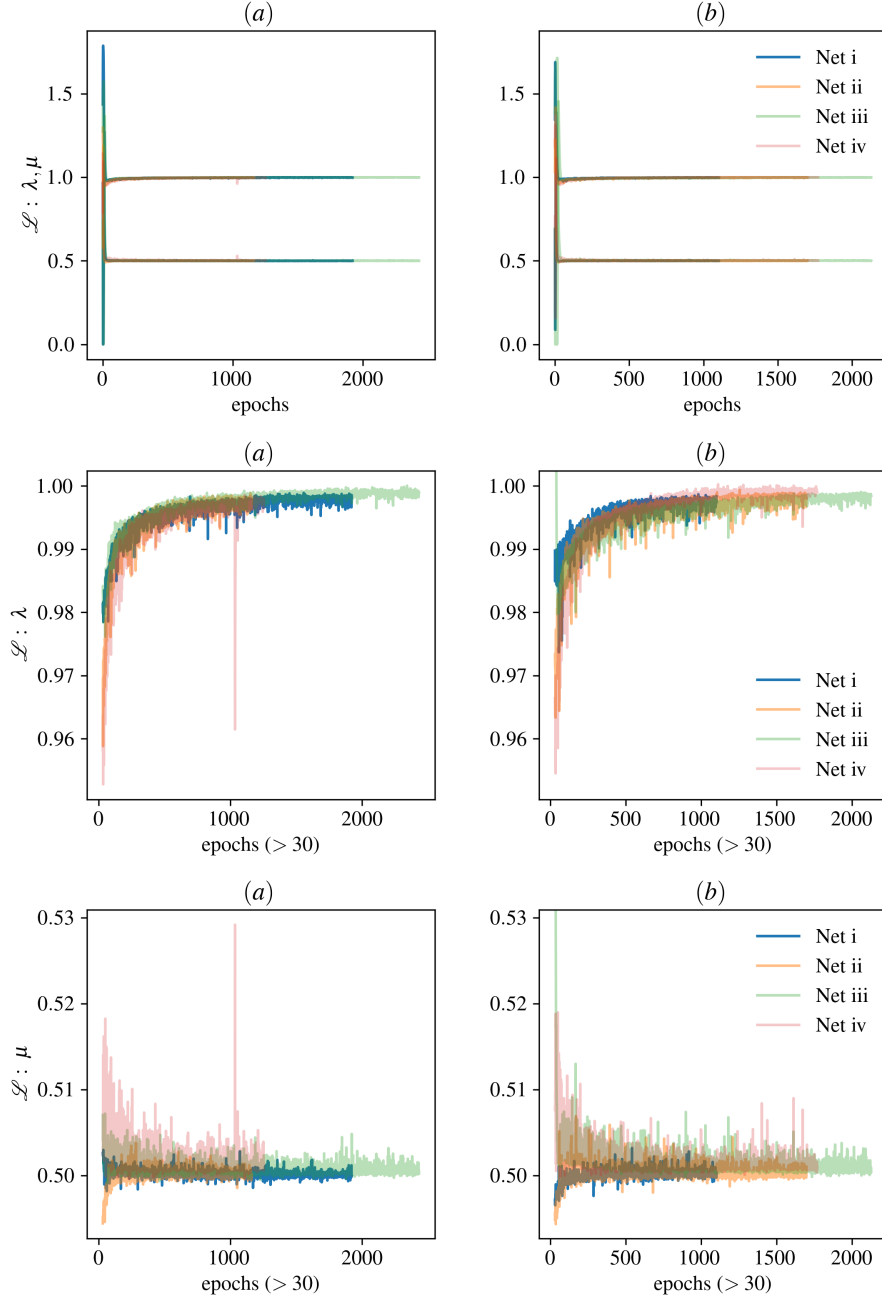 (a) (b)
1.5
1.0
0.5
0.0
ℒ : λ, μ
0 1000 2000
epochs
Net i
Net ii
Net iii
Net iv
1.5
1.0
0.5
0.0
0 500 1000 1500 2000
epochs
(a) (b)
1.00
0.99
0.98
0.97
0.96
ℒ : λ
0 1000 2000
epochs (> 30)
1.00
0.99
0.98
0.97
0.96
Net i
Net ii
Net iii
Net iv
0 500 1000 1500 2000
epochs (> 30)
(a) (b)
0.53
0.52
0.51
0.50
ℒ : μ
0 1000 2000
epochs (> 30)
0.53
0.52
0.51
0.50
Net i
Net ii
Net iii
Net iv
0 500 1000 1500 2000
epochs (> 30)